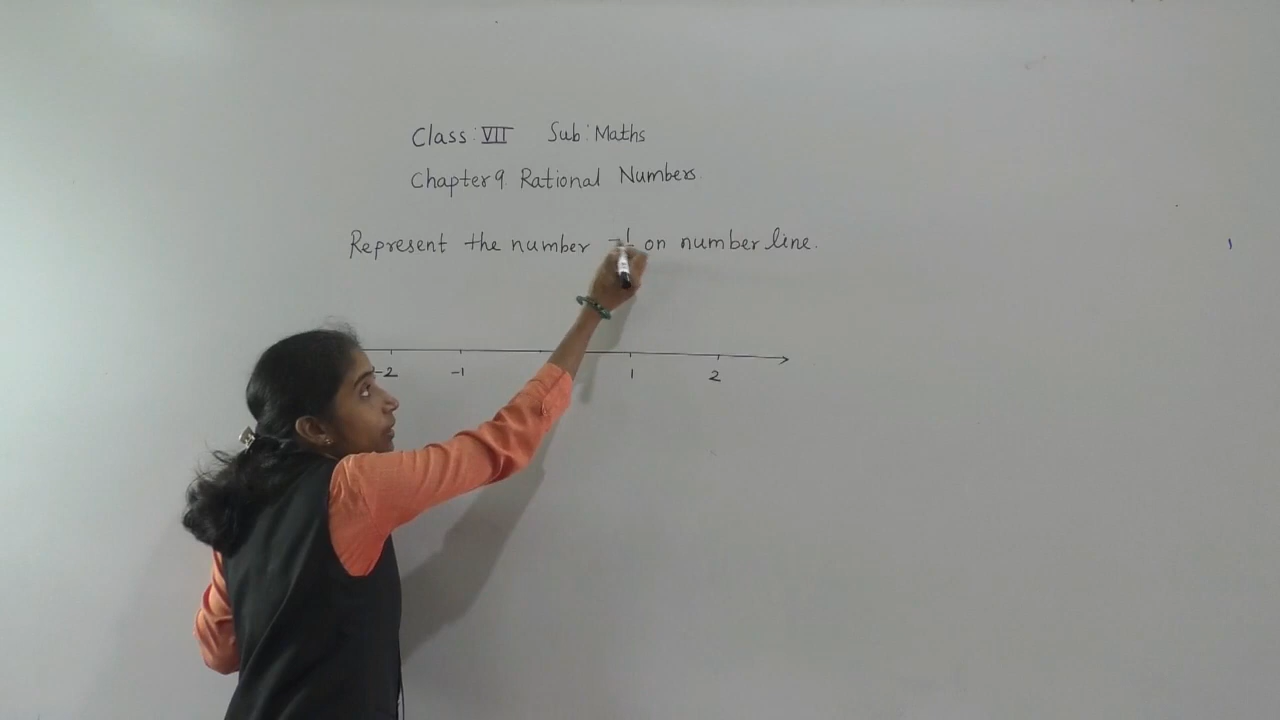 Class: VII Sub: Maths
Chapter 9 Rational Numbers
Represent the number on number line.
-2 -1 1 2